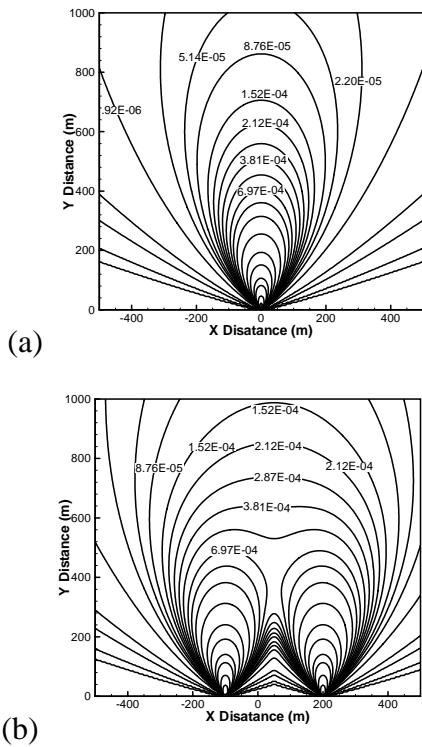 1000
5.14E-05
8.76E-05
2.20E-05
800
.92E-06
1.52E-04
2.12E-04
600
3.81E-04
400
6.97E-04
200
0
-400 -200 0 200 400
Y Distance (m)
X Disatance (m)
(a)
1000
1.52E-04
1.52E-04
2.12E-04
2.12E-04
800
8.76E-05
2.87E-04
3.81E-04
600
6.97E-04
400
200
0
-400 -200 0 200 400
Y Distance (m)
X Disatance (m)
(b)